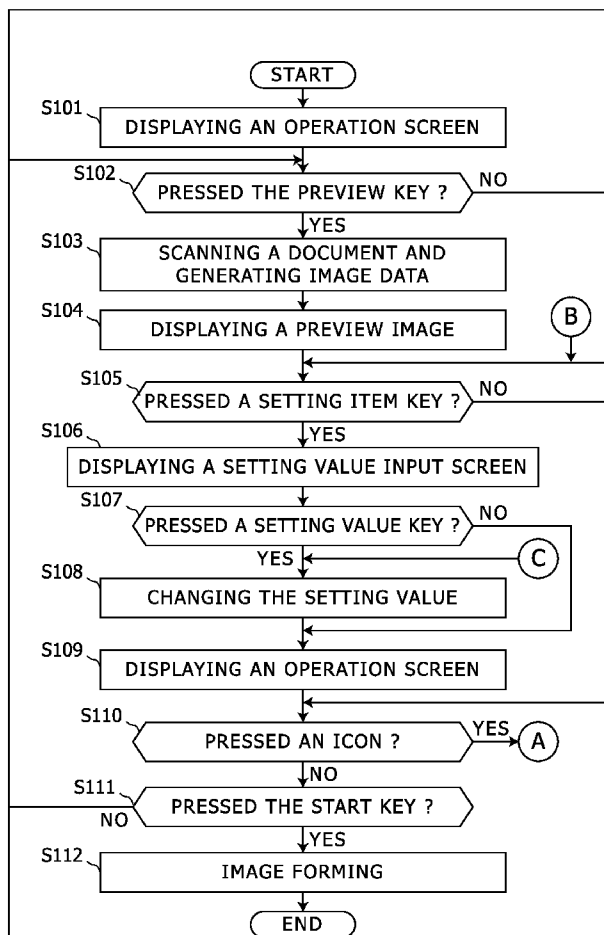 START
S101
DISPLAYING AN OPERATION SCREEN
S102
PRESSED THE PREVIEW KEY ?
NO
YES
S103
SCANNING A DOCUMENT AND
GENERATING IMAGE DATA
S104
DISPLAYING A PREVIEW IMAGE
B
S105
PRESSED A SETTING ITEM KEY ?
NO
YES
S106
DISPLAYING A SETTING VALUE INPUT SCREEN
S107
PRESSED A SETTING VALUE KEY ?
NO
YES
C
S108
CHANGING THE SETTING VALUE
S109
DISPLAYING AN OPERATION SCREEN
S110
PRESSED AN ICON ?
YES
A
NO
S111
PRESSED THE START KEY ?
NO
YES
S112
IMAGE FORMING
END